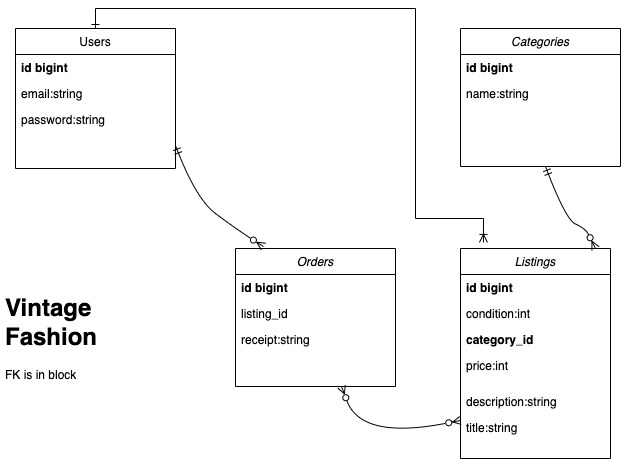 Users
id bigint
email:string
password:string
Categories
id bigint
name:string
Orders
id bigint
listing_id
receipt:string
Listings
id bigint
condition:int
category_id
price:int
description:string
title:string
Vintage
Fashion
FK is in block